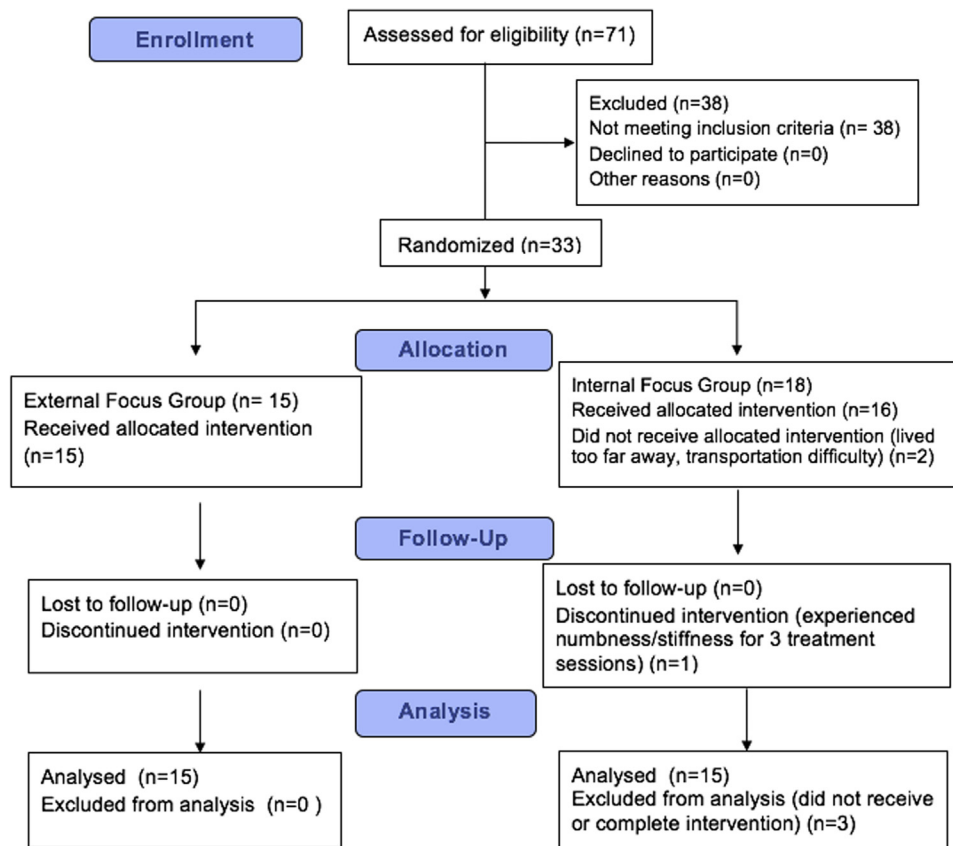 Enrollment
Assessed for eligibility (n=71)
Excluded (n=38)
Not meeting inclusion criteria (n= 38)
Declined to participate (n=0)
Other reasons (n=0)
Randomized (n=33)
Allocation
External Focus Group (n= 15)
Received allocated intervention
(n=15)
Internal Focus Group (n=18)
Received allocated intervention (n=16)
Did not receive allocated intervention (lived
too far away, transportation difficulty) (n=2)
Follow-Up
Lost to follow-up (n=0)
Discontinued intervention (n=0)
Lost to follow-up (n=0)
Discontinued intervention (experienced
numbness/stiffness for 3 treatment
sessions) (n=1)
Analysis
Analysed (n=15)
Excluded from analysis (n=0 )
Analysed (n=15)
Excluded from analysis (did not receive
or complete intervention) (n=3)